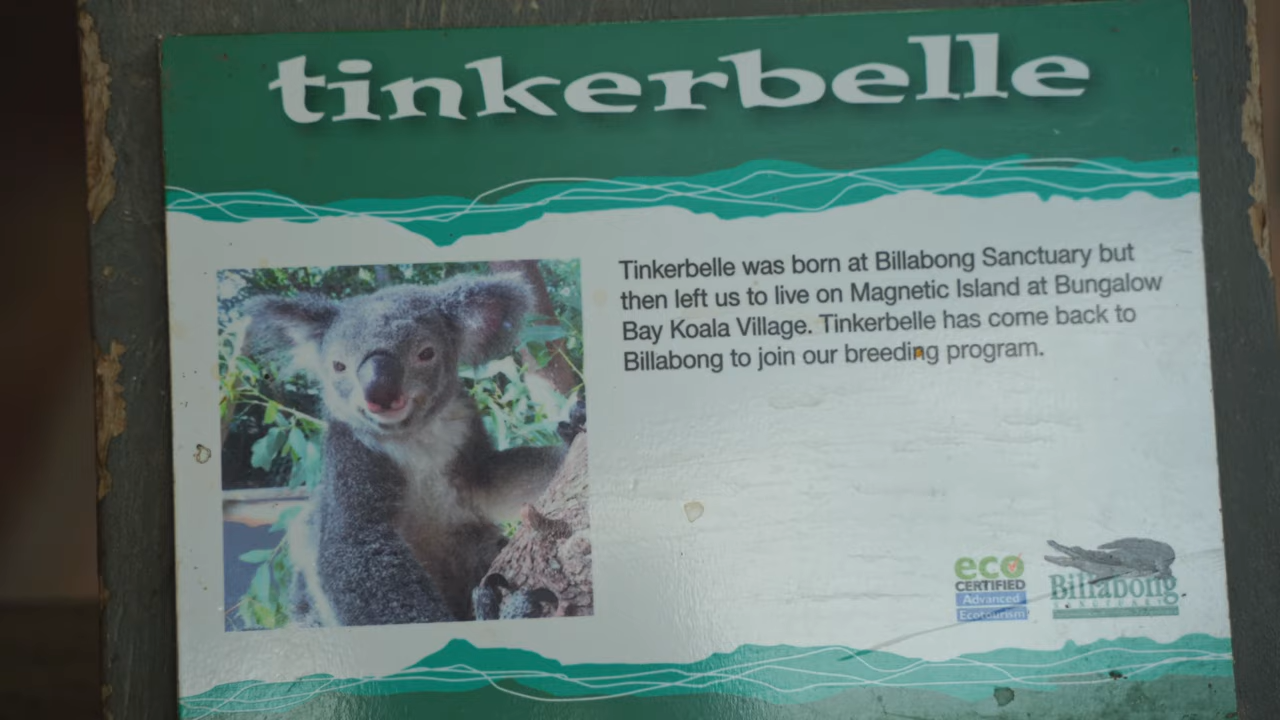 tinkerbelle
Tinkerbelle was born at Billabong Sanctuary but
then left us to live on Magnetic Island at Bungalow
Bay Koala Village. Tinkerbelle has come back to
Billabong to join our breeding program.
eco
CERTIFIED
Advanced
Ecotourism
Billabong
SANCTUARY